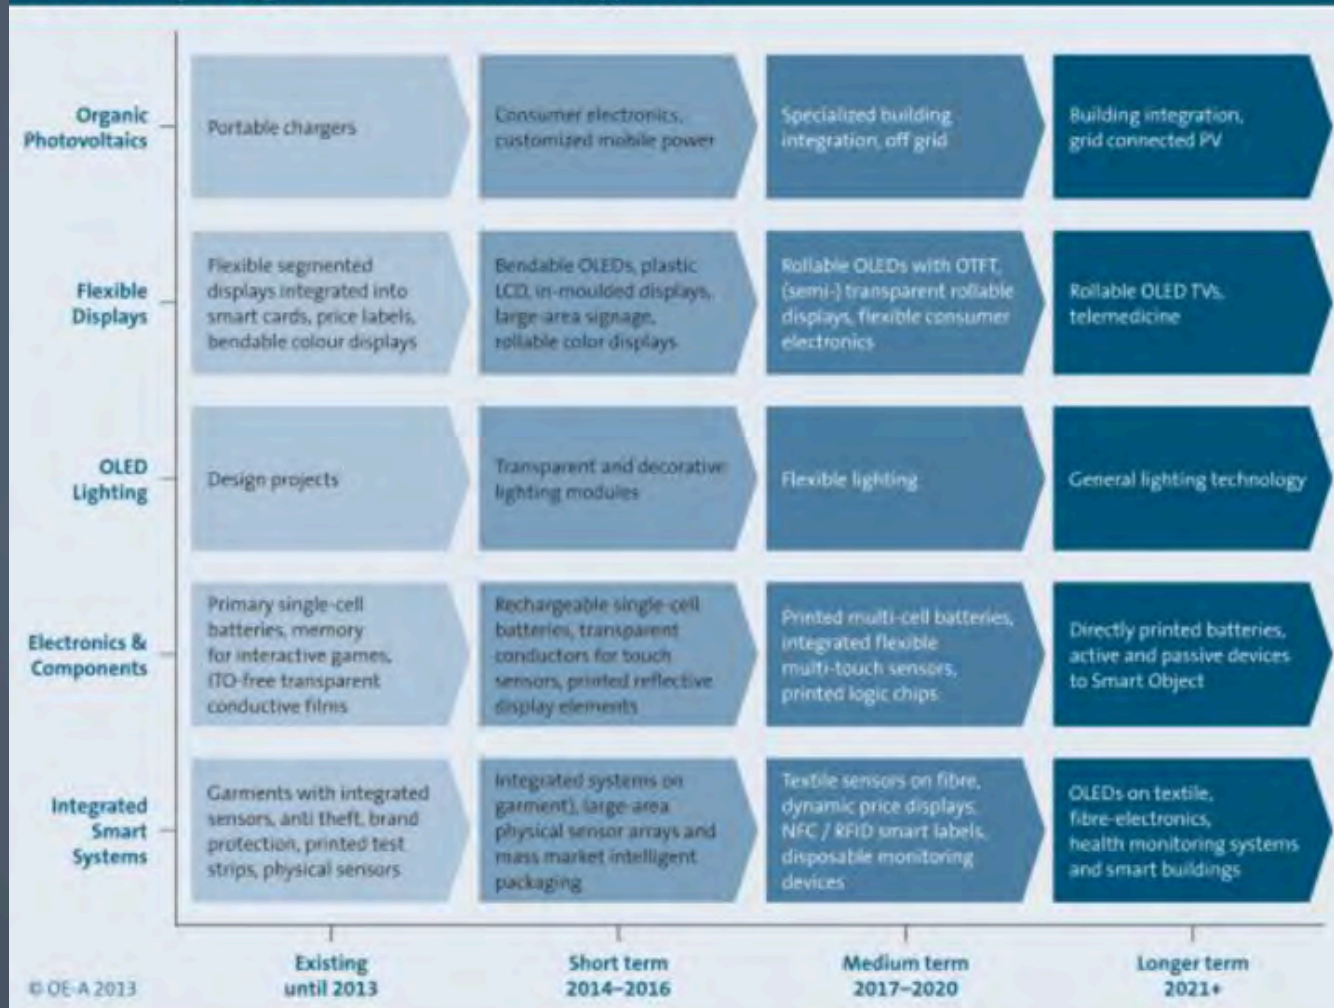 Organic
Photovoltaics
Portable chargers
Consumer electronics,
customized mobile power
Specialized building
integration, off grid
Building integration,
grid connected PV
Flexible
Displays
Flexible segmented
displays integrated into
smart cards, price labels,
bendable colour displays
Bendable OLEDs, plastic
LCD, in-moulded displays,
large-area signage,
rollable color displays
Rollable OLEDs with OTFT,
(semi-) transparent rollable
displays, flexible consumer
electronics
Rollable OLED TVs,
telemedicine
OLED
Lighting
Design projects
Transparent and decorative
lighting modules
Flexible lighting
General lighting technology
Electronics &
Components
Primary single-cell
batteries, memory
for interactive games,
ITO-free transparent
conductive films
Rechargeable single-cell
batteries, transparent
conductors for touch
sensors, printed reflective
display elements
Printed multi-cell batteries,
integrated flexible
multi-touch sensors,
printed logic chips
Directly printed batteries,
active and passive devices
to Smart Object
Integrated
Smart
Systems
Garments with integrated
sensors, anti theft, brand
protection, printed test
strips, physical sensors
Integrated systems on
garment), large-area
physical sensor arrays and
mass market intelligent
packaging
Textile sensors on fibre,
dynamic price displays,
NFC / RFID smart labels,
disposable monitoring
devices
OLEDs on textile,
fibre-electronics,
health monitoring systems
and smart buildings
Existing
until 2013
Short term
2014–2016
Medium term
2017–2020
Longer term
2021+
© OE-A 2013